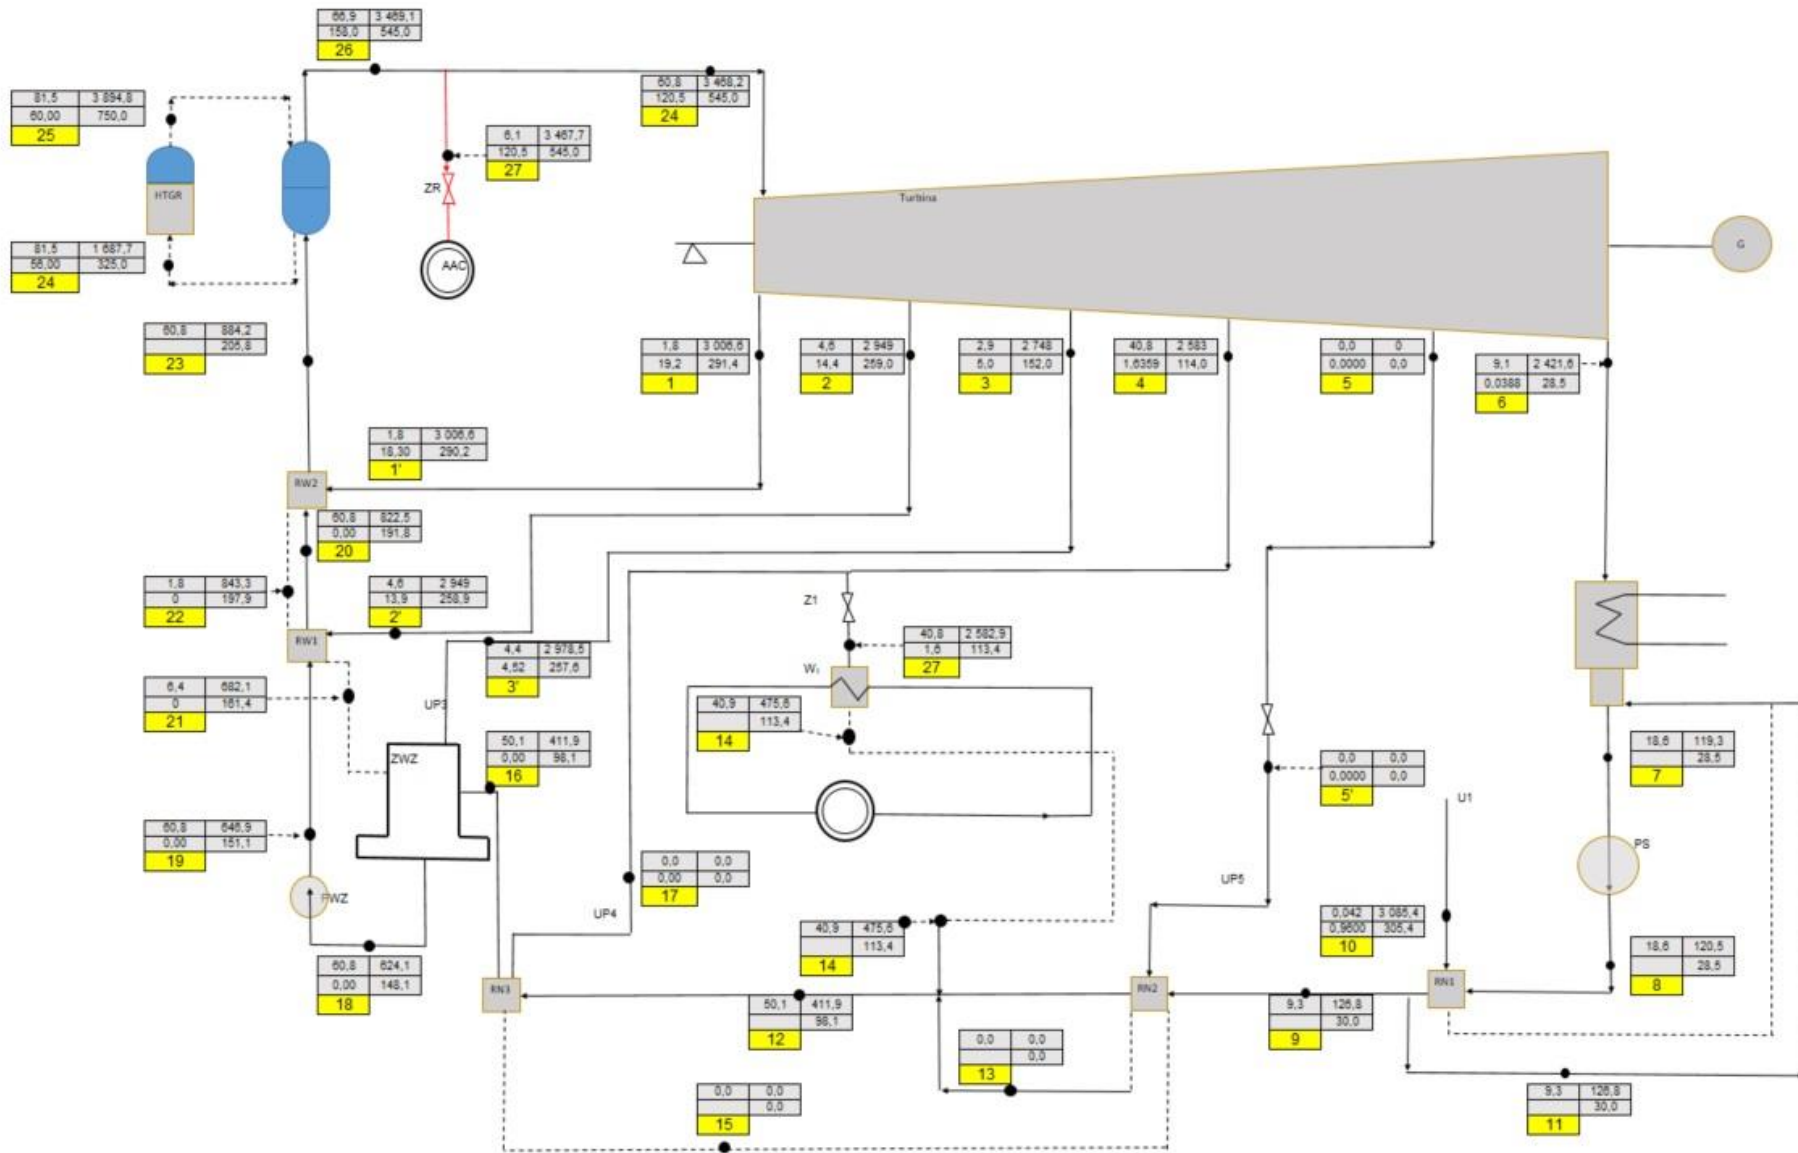 66,9 3 469,1
158,0 545,0
26
81,5 3 894,8
60,00 750,0
25
60,8 3 468,2
120,5 545,0
24
6,1 3 467,7
120,5 545,0
27
ZR
HTGR
AAC
Turbina
G
81,5 1 687,7
56,00 325,0
24
60,8 884,2
205,8
23
1,8 3 006,6
19,2 291,4
1
4,6 2 949
14,4 259,0
2
2,9 2 748
5,0 152,0
3
40,8 2 583
1,6359 114,0
4
0,0 0
0,0000 0,0
5
9,1 2 421,6
0,0388 28,5
6
1,8 3 006,6
18,30 290,2
1'
RW2
60,8 822,5
0,00 191,8
20
1,8 843,3
0 197,9
22
4,6 2 949
13,9 258,9
2'
RW1
Z1
40,8 2 582,9
1,6 113,4
27
4,4 2 978,5
4,52 257,6
3'
6,4 682,1
0 161,4
21
UP3
W₁
40,9 475,6
113,4
14
ZWZ
50,1 411,9
0,00 98,1
16
18,6 119,3
28,5
7
0,0 0,0
0,0000 0,0
5'
U1
60,8 646,9
0,00 151,1
19
PS
PWZ
0,0 0,0
0,00 0,0
17
UP5
UP4
40,9 475,6
113,4
14
0,042 3 086,4
0,9600 305,4
10
18,6 120,5
28,5
8
60,8 624,1
0,00 148,1
18
RN3
RN2
RN1
50,1 411,9
98,1
12
9,3 126,8
30,0
9
0,0 0,0
0,0
13
0,0 0,0
0,0
15
9,3 126,8
30,0
11